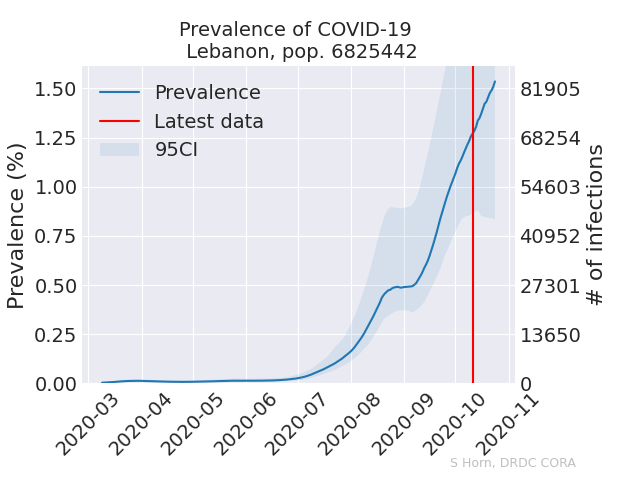 Prevalence of COVID-19
Lebanon, pop. 6825442
Prevalence
Latest data
95CI
Prevalence (%)
1.50
1.25
1.00
0.75
0.50
0.25
0.00
81905
68254
54603
40952
27301
13650
0
# of infections
2020-03
2020-04
2020-05
2020-06
2020-07
2020-08
2020-09
2020-10
2020-11
S Horn, DRDC CORA